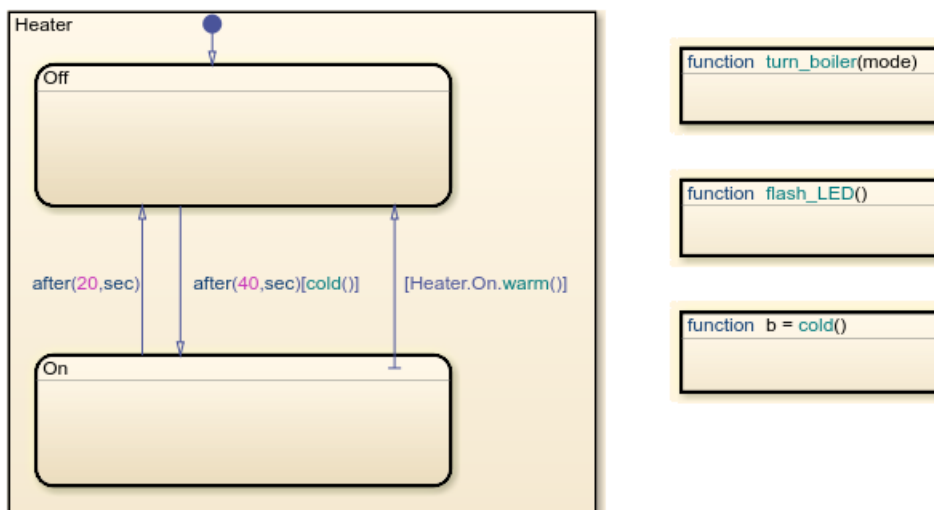 Heater
Off
after(20,sec)
after(40,sec)[cold()]
[Heater.On.warm()]
On
function turn_boiler(mode)
function flash_LED()
function b = cold()